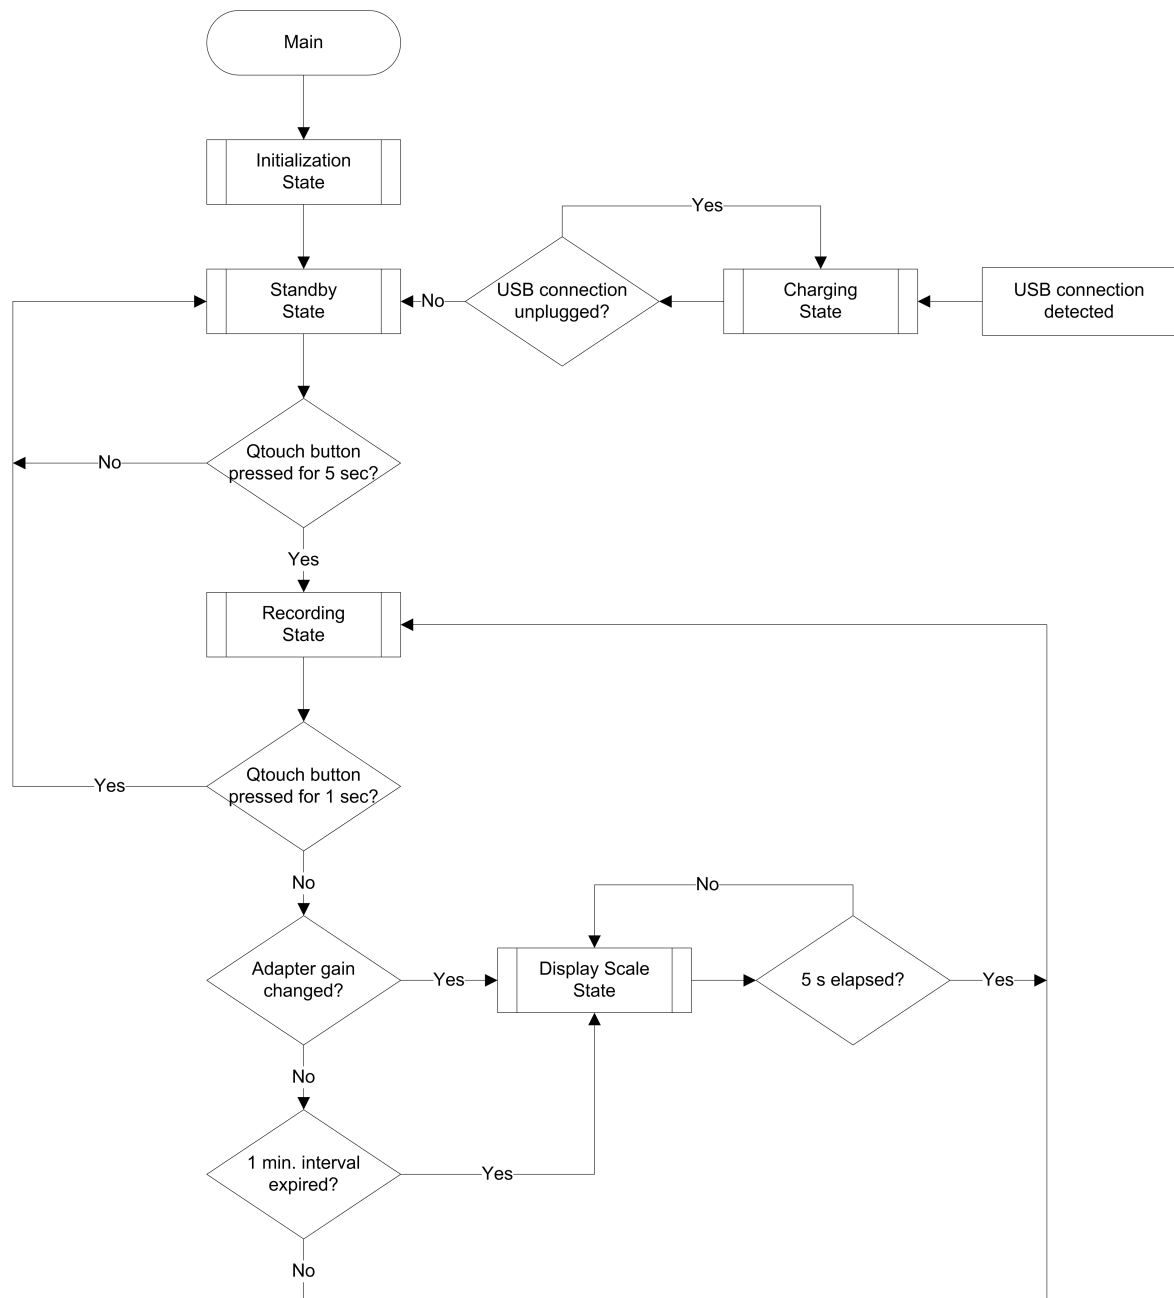 Main
Initialization
State
Yes
Standby
State
No
USB connection
unplugged?
Charging
State
USB connection
detected
Qtouch button
pressed for 5 sec?
No
Yes
Recording
State
Qtouch button
pressed for 1 sec?
Yes
No
No
Adapter gain
changed?
Yes
Display Scale
State
5 s elapsed?
Yes
No
1 min. interval
expired?
Yes
No